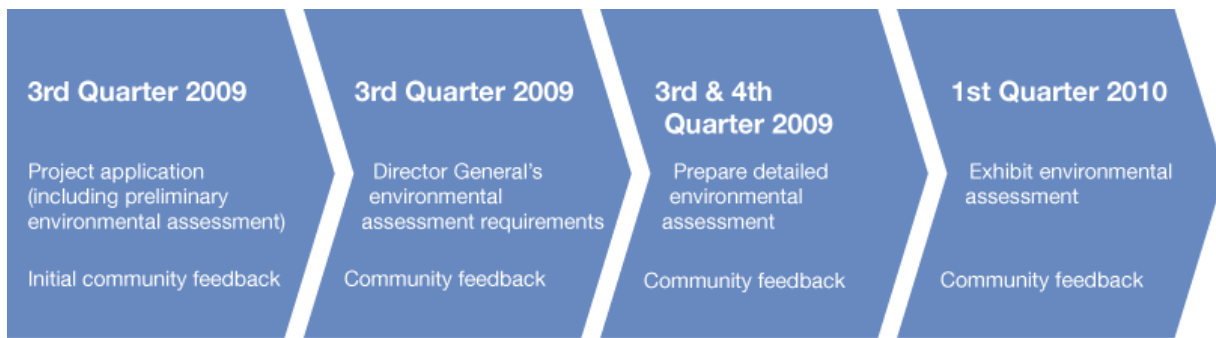 3rd Quarter 2009
Project application
(including preliminary
environmental assessment)
Initial community feedback
3rd Quarter 2009
Director General's
environmental
assessment requirements
Community feedback
3rd & 4th
Quarter 2009
Prepare detailed
environmental
assessment
Community feedback
1st Quarter 2010
Exhibit environmental
assessment
Community feedback